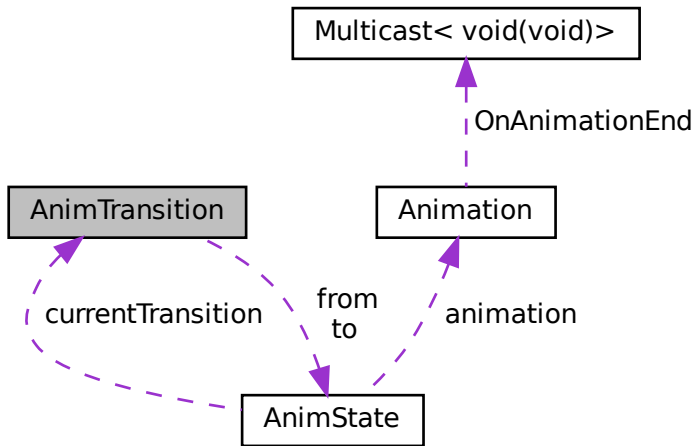 Multicast< void(void)>
OnAnimationEnd
AnimTransition
Animation
currentTransition
from
to
animation
AnimState